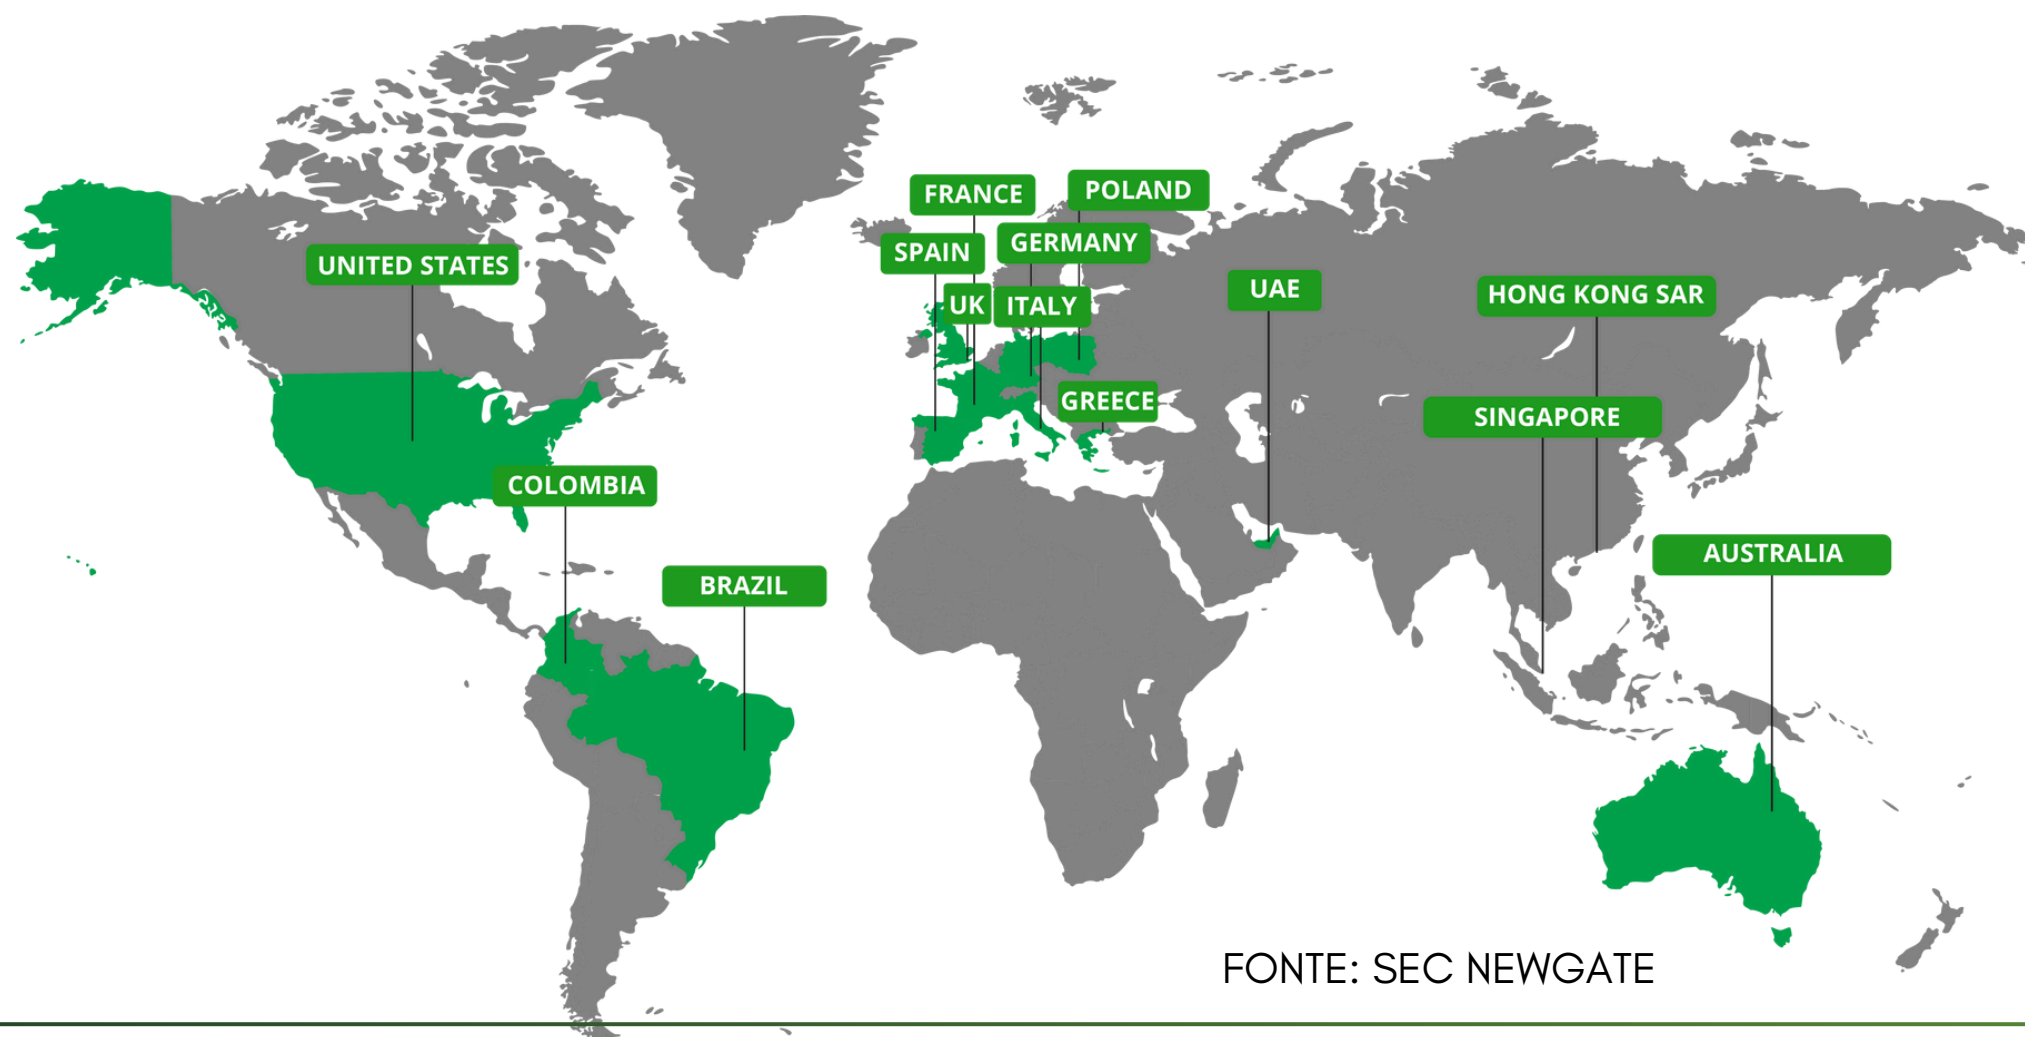 FRANCE
POLAND
SPAIN
GERMANY
UNITED STATES
UK
ITALY
UAE
HONG KONG SAR
GREECE
SINGAPORE
COLOMBIA
AUSTRALIA
BRAZIL
FONTE: SEC NEWGATE